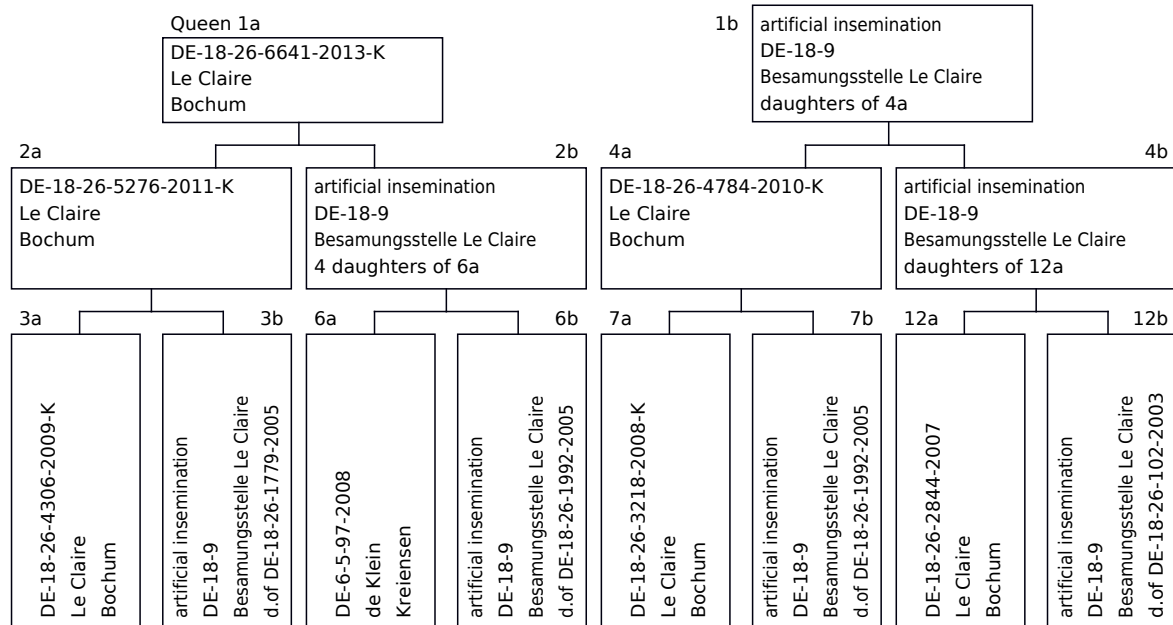 Queen 1a
DE-18-26-6641-2013-K
Le Claire
Bochum
1b
artificial insemination
DE-18-9
Besamungsstelle Le Claire
daughters of 4a
2a
DE-18-26-5276-2011-K
Le Claire
Bochum
2b
artificial insemination
DE-18-9
Besamungsstelle Le Claire
4 daughters of 6a
4a
DE-18-26-4784-2010-K
Le Claire
Bochum
4b
artificial insemination
DE-18-9
Besamungsstelle Le Claire
daughters of 12a
3a
DE-18-26-4306-2009-K
Le Claire
Bochum
3b
artificial insemination
DE-18-9
Besamungsstelle Le Claire
d.of DE-18-26-1779-2005
6a
DE-6-5-97-2008
de Klein
Kreiensen
6b
artificial insemination
DE-18-9
Besamungsstelle Le Claire
d.of DE-18-26-1992-2005
7a
DE-18-26-3218-2008-K
Le Claire
Bochum
7b
artificial insemination
DE-18-9
Besamungsstelle Le Claire
d.of DE-18-26-1992-2005
12a
DE-18-26-2844-2007
Le Claire
Bochum
12b
artificial insemination
DE-18-9
Besamungsstelle Le Claire
d.of DE-18-26-102-2003